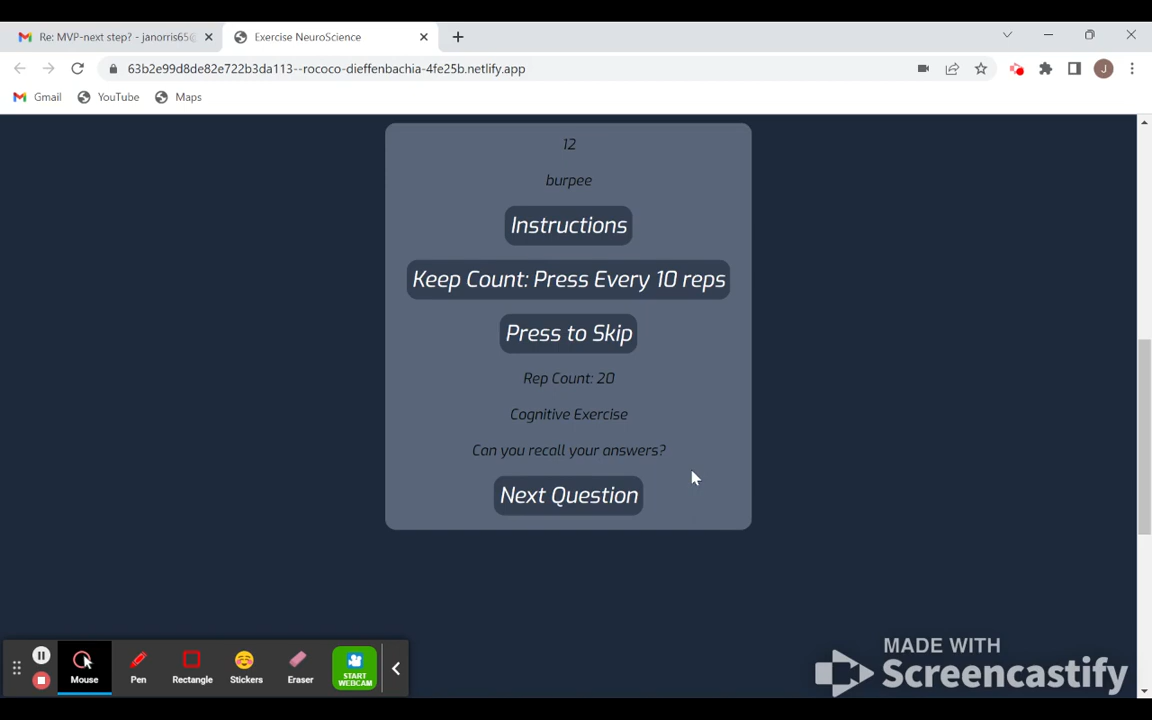 Re: MVP-next step? - janorris65@
Exercise NeuroScience
63b2e99d8de82e722b3da113--rococo-dieffenbachia-4fe25b.netlify.app
J
Gmail
YouTube
Maps
12
burpee
Instructions
Keep Count: Press Every 10 reps
Press to Skip
Rep Count: 20
Cognitive Exercise
Can you recall your answers?
Next Question
Mouse
Pen
Rectangle
Stickers
Eraser
START
WEBCAM
MADE WITH
Screencastify